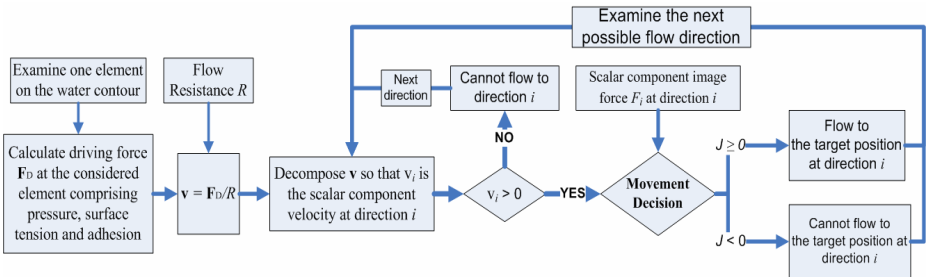 Examine the next
possible flow direction
Examine one element
on the water contour
Flow
Resistance R
Next
direction
Cannot flow to
direction i
Scalar component image
force Fi at direction i
Calculate driving force
FD at the considered
element comprising
pressure, surface
tension and adhesion
v = FD/R
Decompose v so that vi is
the scalar component
velocity at direction i
NO
vi > 0
YES
Movement
Decision
J ≥ 0
Flow to
the target position
at direction i
J < 0
Cannot flow to
the target position at
direction i